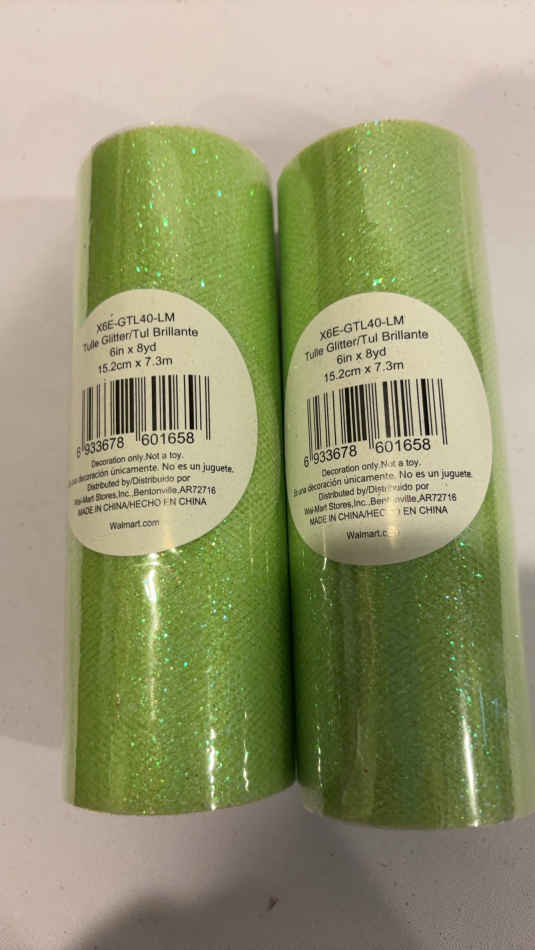 X6E-GTL40-LM
Tulle Glitter/Tul Brillante
6in x 8yd
15.2cm x 7.3m
6 933678 601658
Decoration only.Not a toy.
Es una decoración únicamente. No es un juguete.
Distributed by/Distribuido por
Wal-Mart Stores,Inc.,Bentonville,AR72716
MADE IN CHINA/HECHO EN CHINA
Walmart.com
X6E-GTL40-LM
Tulle Glitter/Tul Brillante
6in x 8yd
15.2cm x 7.3m
6 933678 601658
Decoration only.Not a toy.
Es una decoración únicamente. No es un juguete.
Distributed by/Distribuido por
Wal-Mart Stores,Inc.,Bentonville,AR72716
MADE IN CHINA/HECHO EN CHINA
Walmart.com